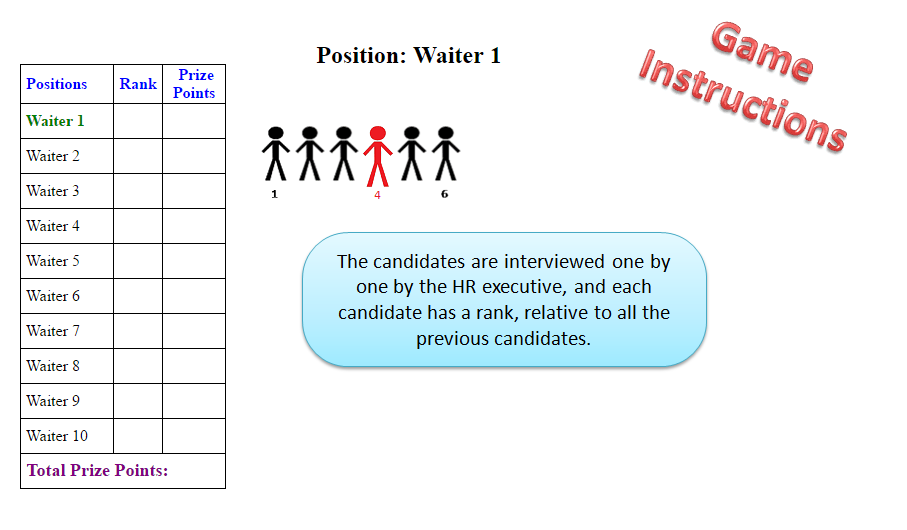 Game
Instructions
Position: Waiter 1
Positions Rank Prize Points
Waiter 1
Waiter 2
Waiter 3
Waiter 4
Waiter 5
Waiter 6
Waiter 7
Waiter 8
Waiter 9
Waiter 10
Total Prize Points:
1 4 6
The candidates are interviewed one by
one by the HR executive, and each
candidate has a rank, relative to all the
previous candidates.